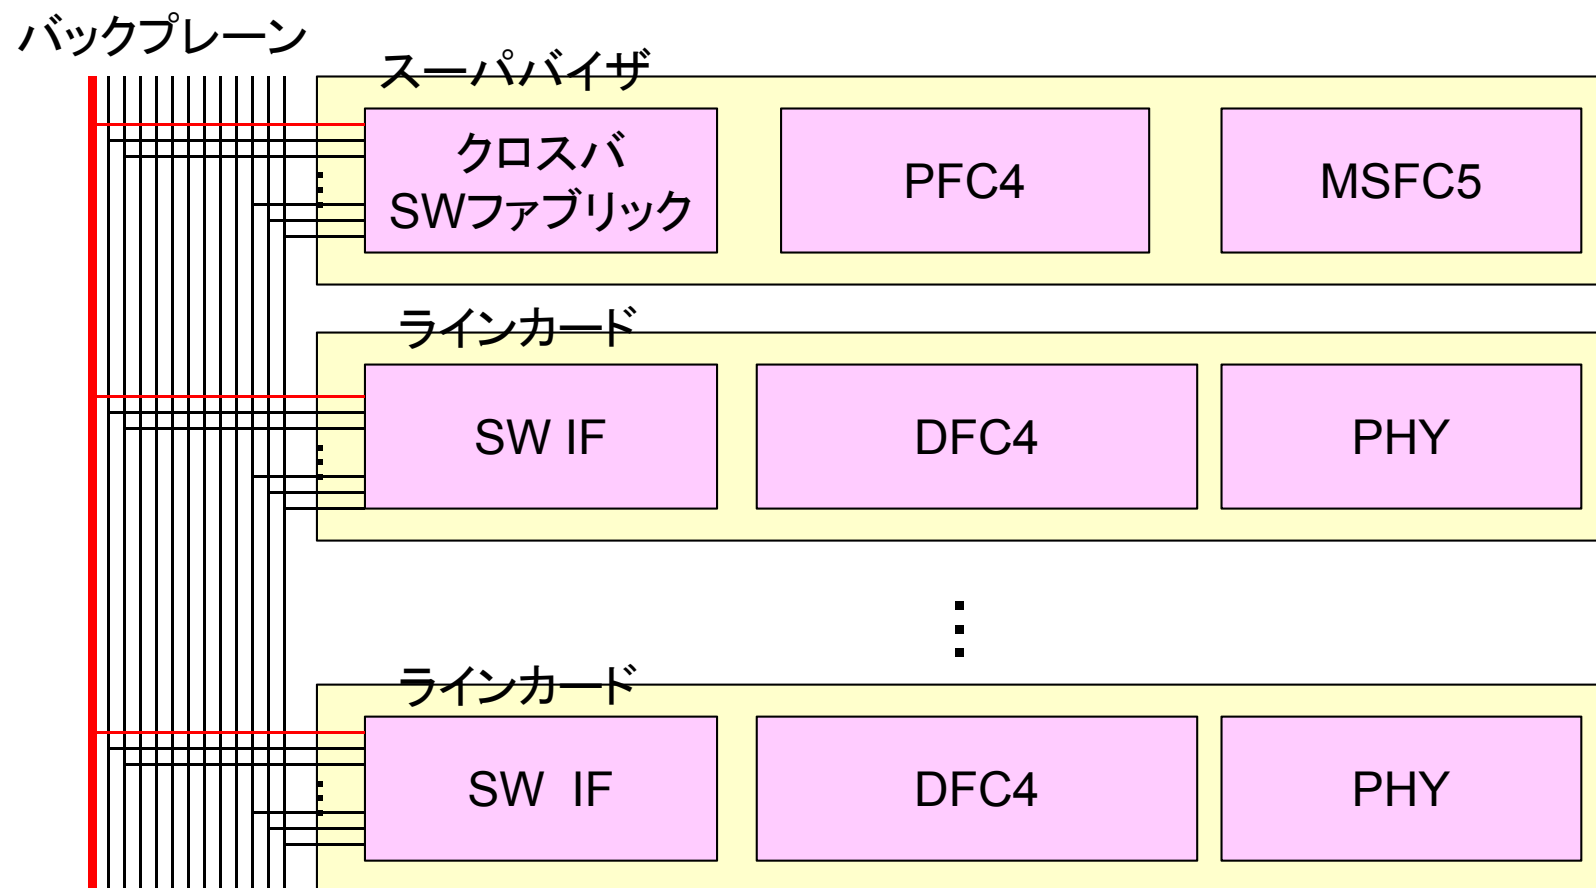 バックプレーン
スーパバイザ
クロスバ
SWファブリック
PFC4
MSFC5
ラインカード
SW IF
DFC4
PHY
ラインカード
SW IF
DFC4
PHY